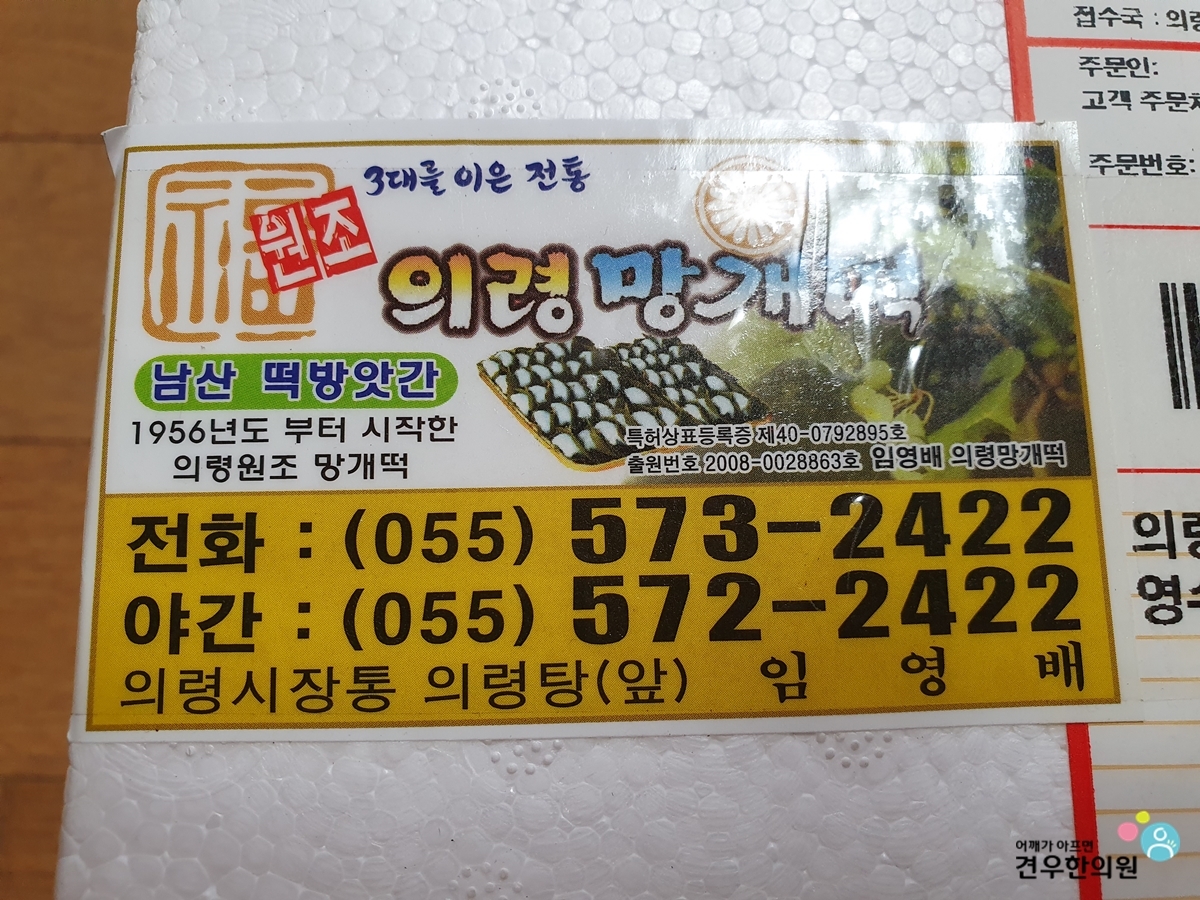 3대를 이은 전통
福
원조
의령 망개떡
남산 떡방앗간
1956년도 부터 시작한
의령원조 망개떡
특허상표등록증 제40-0792895호
출원번호 2008-0028863호 임영배 의령망개떡
전화 : (055) 573-2422
야간 : (055) 572-2422
의령시장통 의령탕(앞) 임 영 배
접수국 : 의령
주문인:
고객 주문처
주문번호:
의령
어깨가 아프면
견우한의원